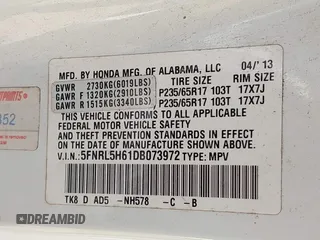 MFD. BY HONDA MFG. OF ALABAMA, LLC 04/'13
GVWR 2730KG(6019LBS) TIRE SIZE RIM SIZE
GAWR F 1320KG(2910LBS) P235/65R17 103T 17X7J
GAWR R 1515KG(3340LBS) P235/65R17 103T 17X7J
THIS VEHICLE CONFORMS TO ALL APPLICABLE
FEDERAL MOTOR VEHICLE SAFETY AND
THEFT PREVENTION STANDARDS IN EFFECT ON
THE DATE OF MANUFACTURE SHOWN ABOVE.
V.I.N: 5FNRL5H61DB073972 TYPE: MPV
TK8 D AD5 -NH578 -C -B
452
DREAMBID